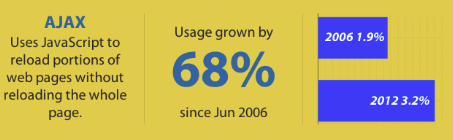 AJAX
Uses JavaScript to
reload portions of
web pages without
reloading the whole
page.
Usage grown by
68%
since Jun 2006
2006 1.9%
2012 3.2%